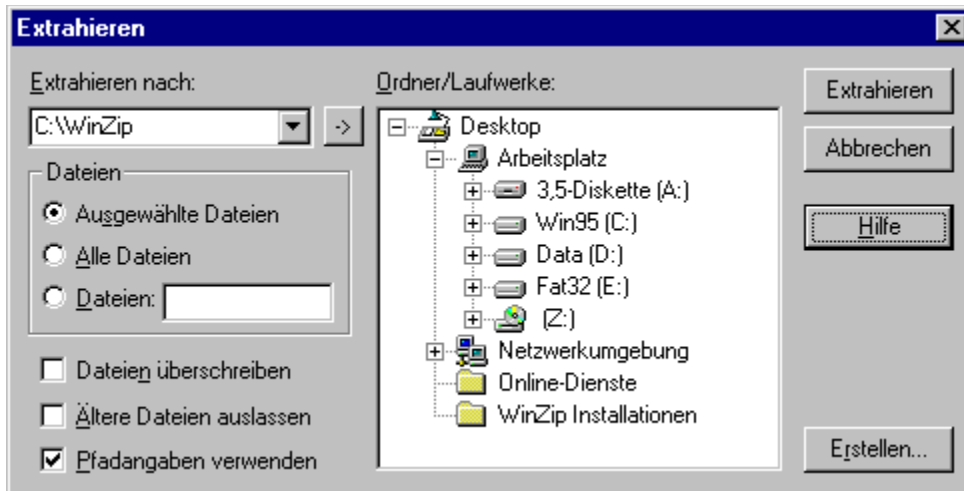 Extrahieren
Extrahieren nach:
C:\WinZip
->
Dateien
Ausgewählte Dateien
Alle Dateien
Dateien:
Dateien überschreiben
Ältere Dateien auslassen
Pfadangaben verwenden
Ordner/Laufwerke:
Desktop
Arbeitsplatz
3,5-Diskette (A:)
Win95 (C:)
Data (D:)
Fat32 (E:)
(Z:)
Netzwerkumgebung
Online-Dienste
WinZip Installationen
Extrahieren
Abbrechen
Hilfe
Erstellen...